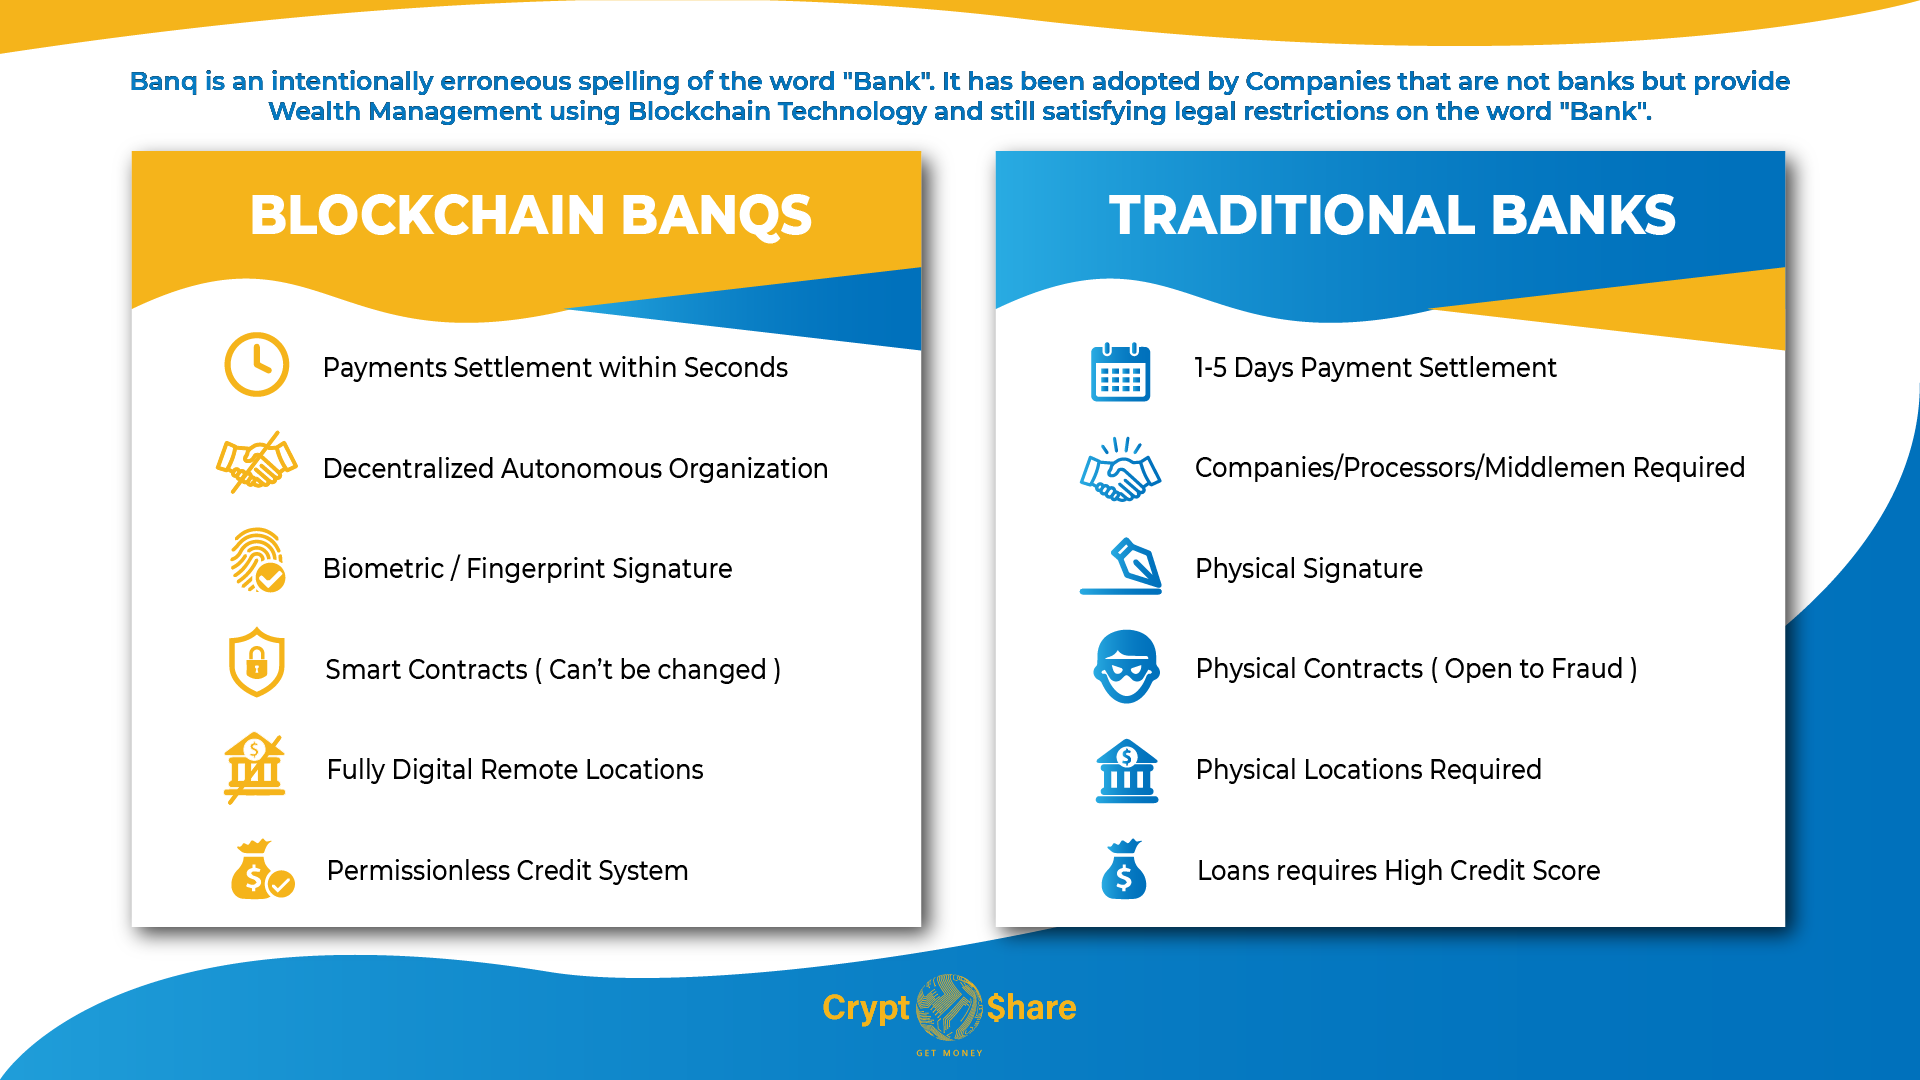 Banq is an intentionally erroneous spelling of the word "Bank". It has been adopted by Companies that are not banks but provide
Wealth Management using Blockchain Technology and still satisfying legal restrictions on the word "Bank".
BLOCKCHAIN BANQS
Payments Settlement within Seconds
Decentralized Autonomous Organization
Biometric / Fingerprint Signature
Smart Contracts ( Can’t be changed )
Fully Digital Remote Locations
Permissionless Credit System
TRADITIONAL BANKS
1-5 Days Payment Settlement
Companies/Processors/Middlemen Required
Physical Signature
Physical Contracts ( Open to Fraud )
Physical Locations Required
Loans requires High Credit Score
Crypt $hare
GET MONEY